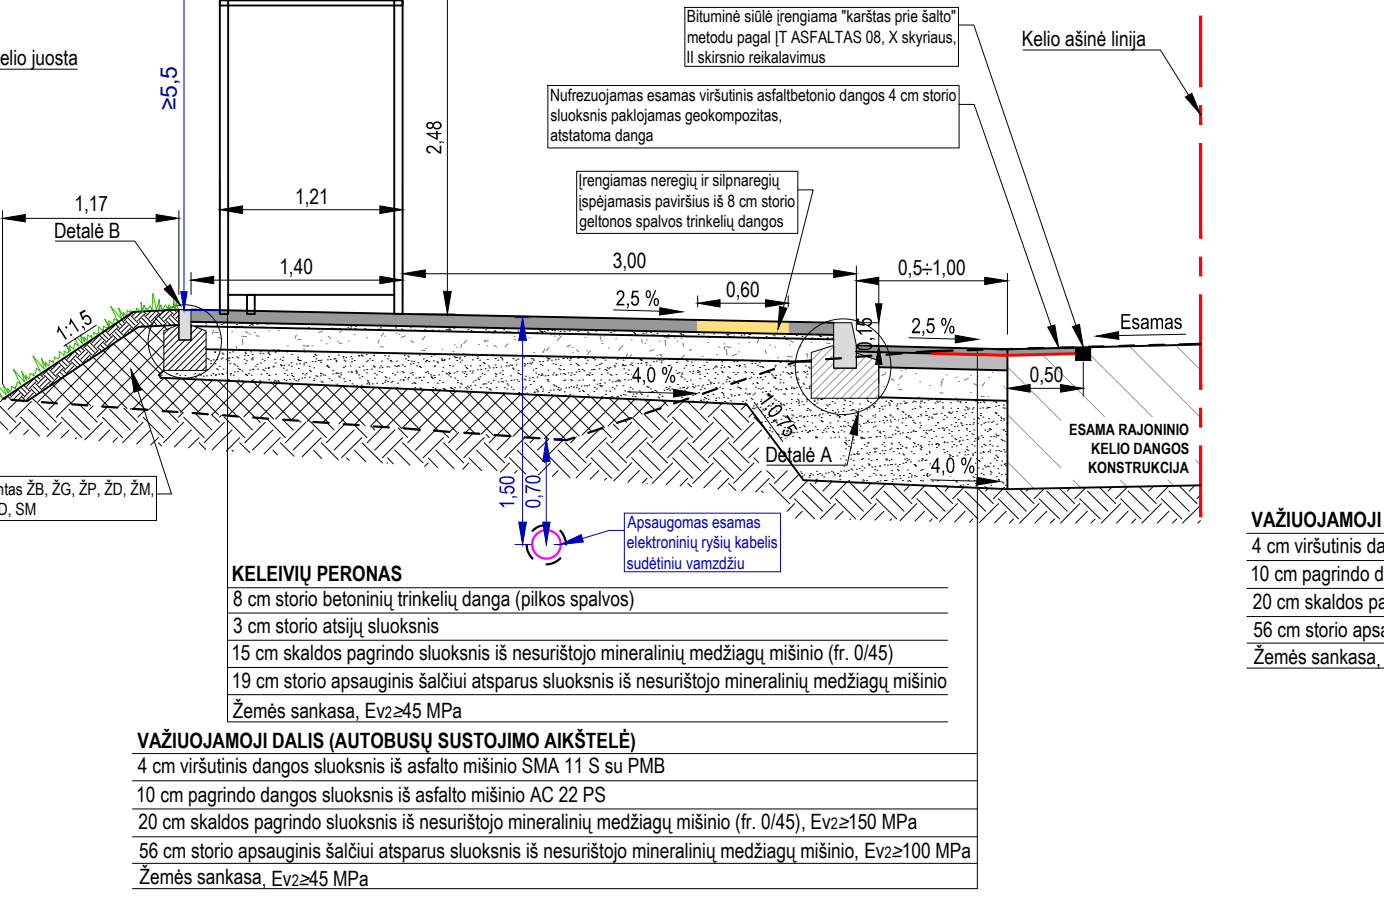 Bituminė siūlė įrengiama "karštas prie šalto"
metodu pagal ĮT ASFALTAS 08, X skyriaus,
II skirsnio reikalavimus
Kelio ašinė linija
elio juosta
≥5,5
Nufrezuojamas esamas viršutinis asfaltbetonio dangos 4 cm storio
sluoksnis paklojamas geokompozitas,
atstatoma danga
2,48
Įrengiamas neregių ir silpnaregių
įspėjamasis paviršius iš 8 cm storio
geltonos spalvos trinkelių dangos
1,17
1,21
Detalė B
1,40
3,00
0,5÷1,00
0,60
2,5 %
2,5 %
0,15
Esamas
1:1,5
4,0 %
0,50
1:0,75
ESAMA RAJONINIO
KELIO DANGOS
KONSTRUKCIJA
Detalė A
4,0 %
1,50
0,70
ntas ŽB, ŽG, ŽP, ŽD, ŽM,
D, SM
Apsaugomas esamas
elektroninių ryšių kabelis
sudėtiniu vamzdžiu
KELEIVIŲ PERONAS
8 cm storio betoninių trinkelių danga (pilkos spalvos)
3 cm storio atsijų sluoksnis
15 cm skaldos pagrindo sluoksnis iš nesurištojo mineralinių medžiagų mišinio (fr. 0/45)
19 cm storio apsauginis šalčiui atsparus sluoksnis iš nesurištojo mineralinių medžiagų mišinio
Žemės sankasa, Ev2≥45 MPa
VAŽIUOJAMOJI DALIS (AUTOBUSŲ SUSTOJIMO AIKŠTELĖ)
4 cm viršutinis dangos sluoksnis iš asfalto mišinio SMA 11 S su PMB
10 cm pagrindo dangos sluoksnis iš asfalto mišinio AC 22 PS
20 cm skaldos pagrindo sluoksnis iš nesurištojo mineralinių medžiagų mišinio (fr. 0/45), Ev2≥150 MPa
56 cm storio apsauginis šalčiui atsparus sluoksnis iš nesurištojo mineralinių medžiagų mišinio, Ev2≥100 MPa
Žemės sankasa, Ev2≥45 MPa
VAŽIUOJAMOJI
4 cm viršutinis da
10 cm pagrindo d
20 cm skaldos pa
56 cm storio apsa
Žemės sankasa,